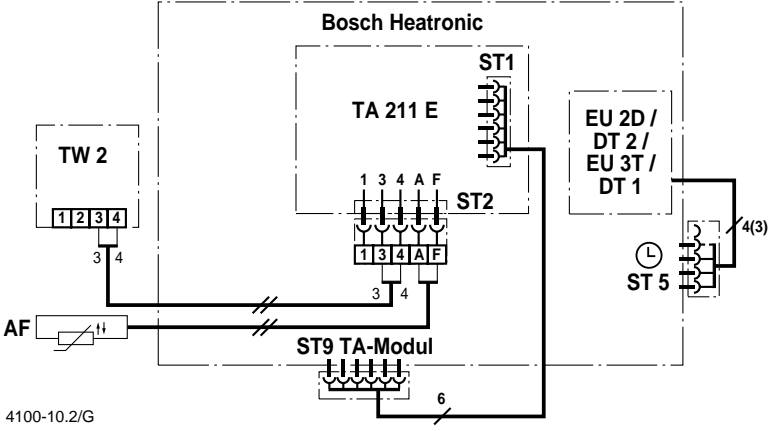 Bosch Heatronic
ST1
TA 211 E
EU 2D /
DT 2 /
EU 3T /
DT 1
TW 2
1 3 4 A F
ST2
1 2 3 4
4(3)
1 3 4 A F
3 4
ST 5
3 4
AF
ST9 TA-Modul
6
4100-10.2/G